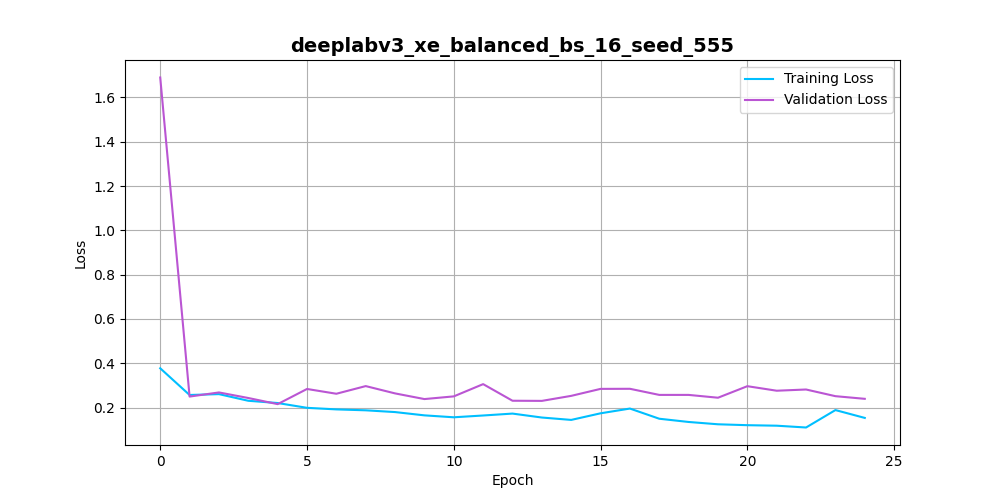 deeplabv3_xe_balanced_bs_16_seed_555
Training Loss
Validation Loss
Loss
1.6
1.4
1.2
1.0
0.8
0.6
0.4
0.2
0 5 10 15 20 25
Epoch